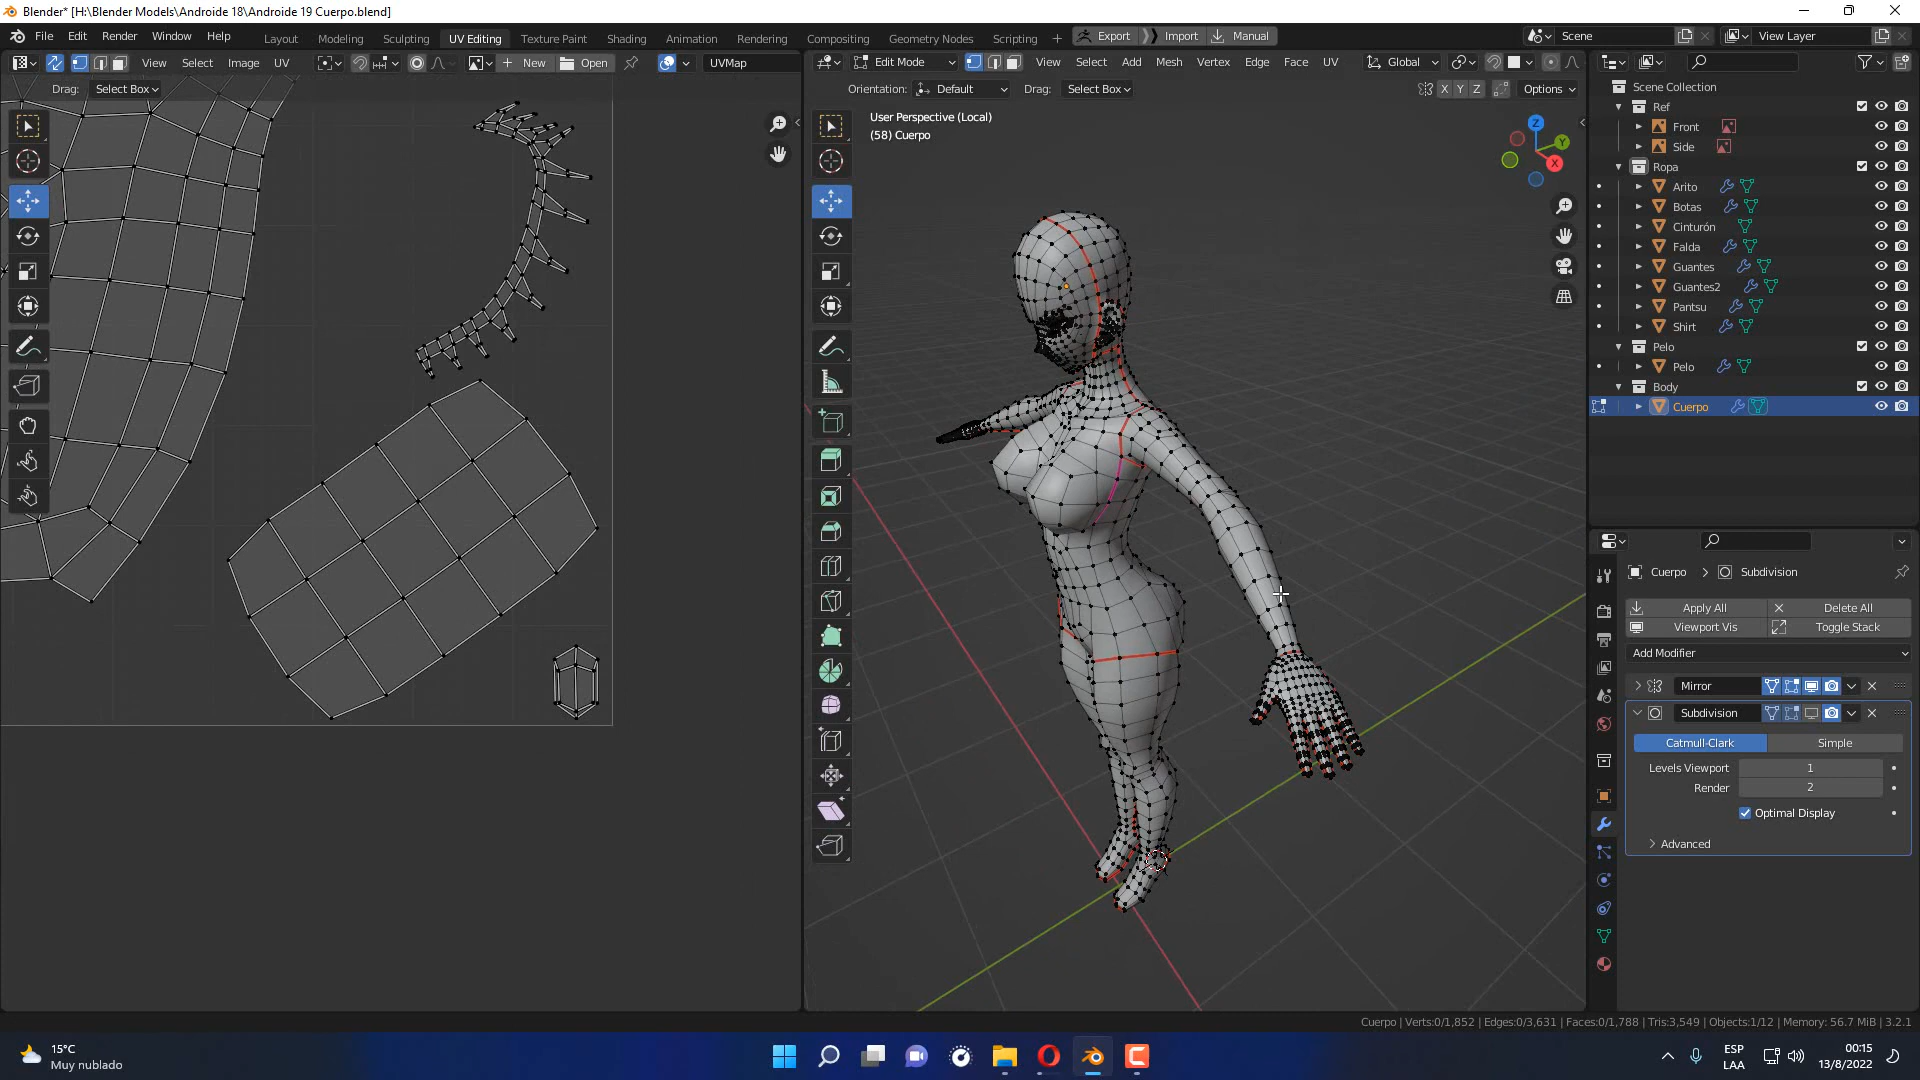 Blender* [H:\Blender Models\Androide 18\Androide 19 Cuerpo.blend]
File Edit Render Window Help Layout Modeling Sculpting UV Editing Texture Paint Shading Animation Rendering Compositing Geometry Nodes Scripting + Export Import Manual Scene View Layer
View Select Image UV New Open UVMap Edit Mode View Select Add Mesh Vertex Edge Face UV Global
Drag: Select Box Orientation: Default Drag: Select Box X Y Z Options
User Perspective (Local)
(58) Cuerpo
Z
Y
X
Scene Collection
Ref
Front
Side
Ropa
Arito
Botas
Cinturón
Falda
Guantes
Guantes2
Pantsu
Shirt
Pelo
Pelo
Body
Cuerpo
Cuerpo > Subdivision
Apply All Delete All
Viewport Vis Toggle Stack
Add Modifier
Mirror
Subdivision
Catmull-Clark Simple
Levels Viewport 1
Render 2
Optimal Display
Advanced
Cuerpo | Verts:0/1,852 | Edges:0/3,631 | Faces:0/1,788 | Tris:3,549 | Objects:1/12 | Memory: 56.7 MiB | 3.2.1
15°C
Muy nublado
ESP
LAA
00:15
13/8/2022